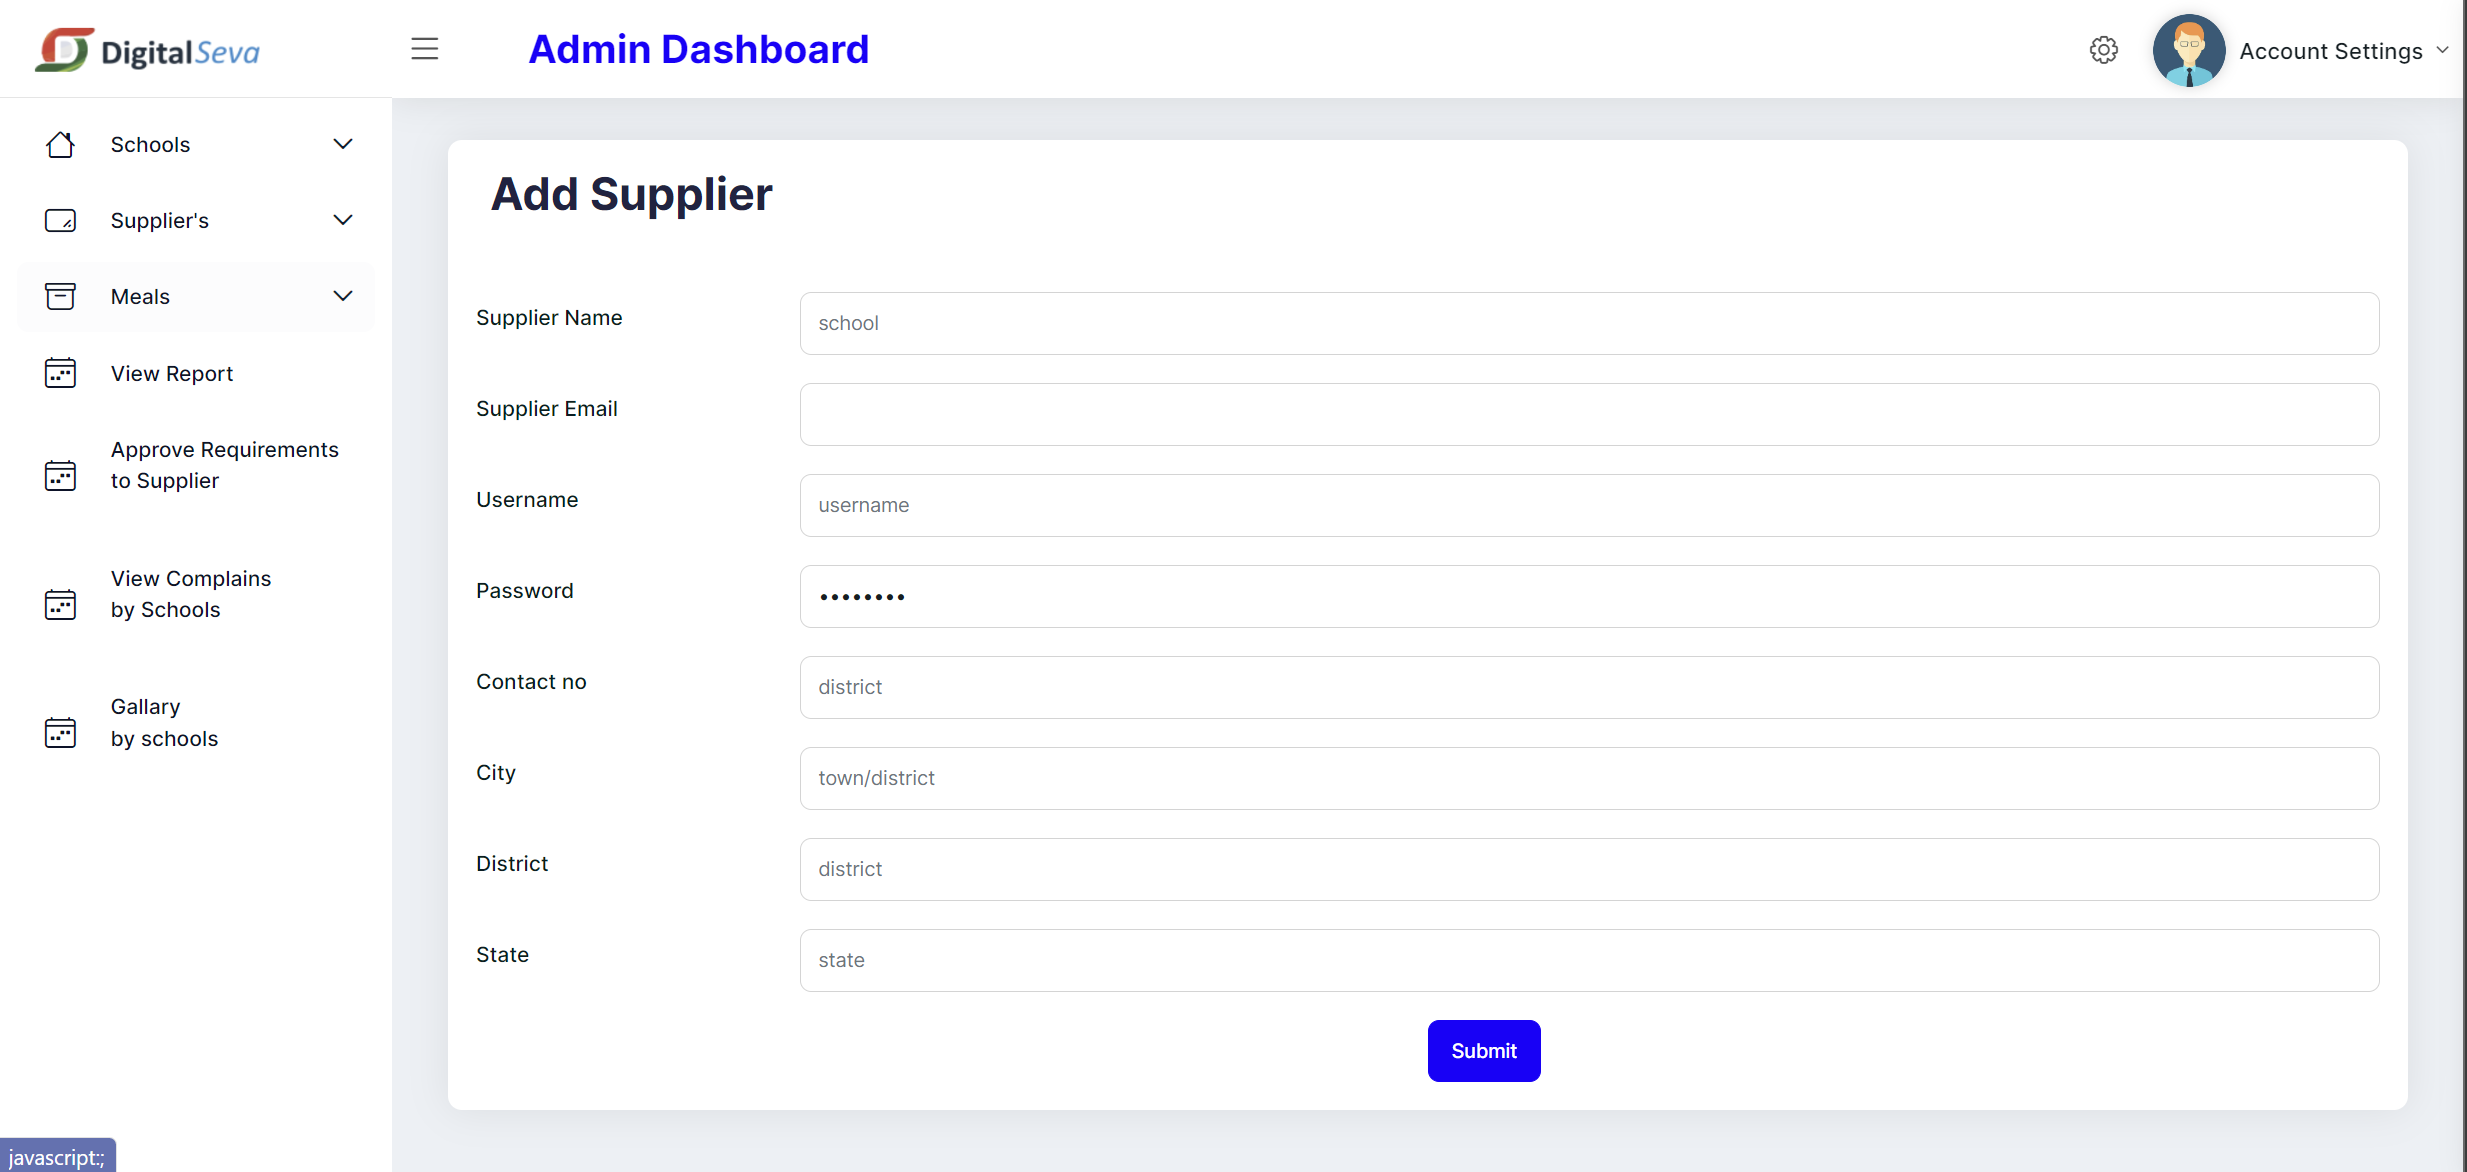 DigitalSeva
Admin Dashboard
Account Settings
Schools
Supplier's
Meals
View Report
Approve Requirements
to Supplier
View Complains
by Schools
Gallary
by schools
Add Supplier
Supplier Name
school
Supplier Email
Username
username
Password
••••••••
Contact no
district
City
town/district
District
district
State
state
Submit
javascript:;